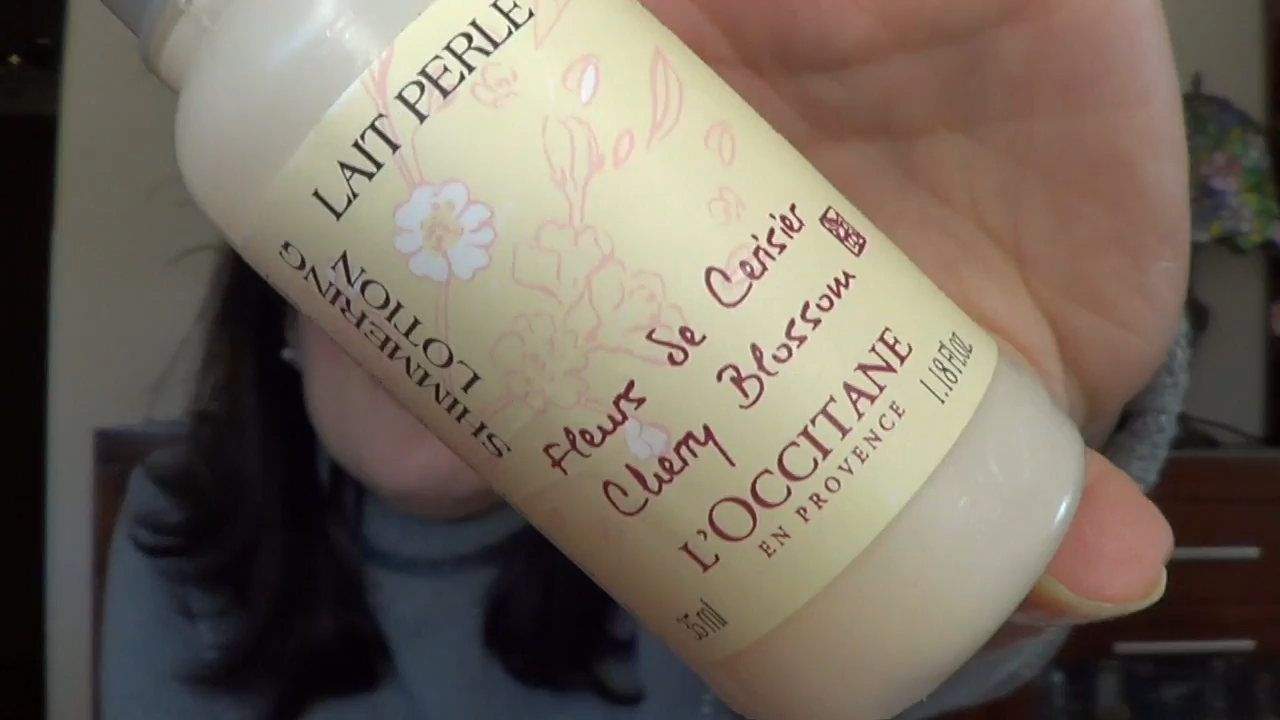 LAIT PERLE
SHIMMERING
LOTION
Fleurs de Cerisier
Cherry Blossom
L'OCCITANE
EN PROVENCE
35 ml
1.18 Fl.oz